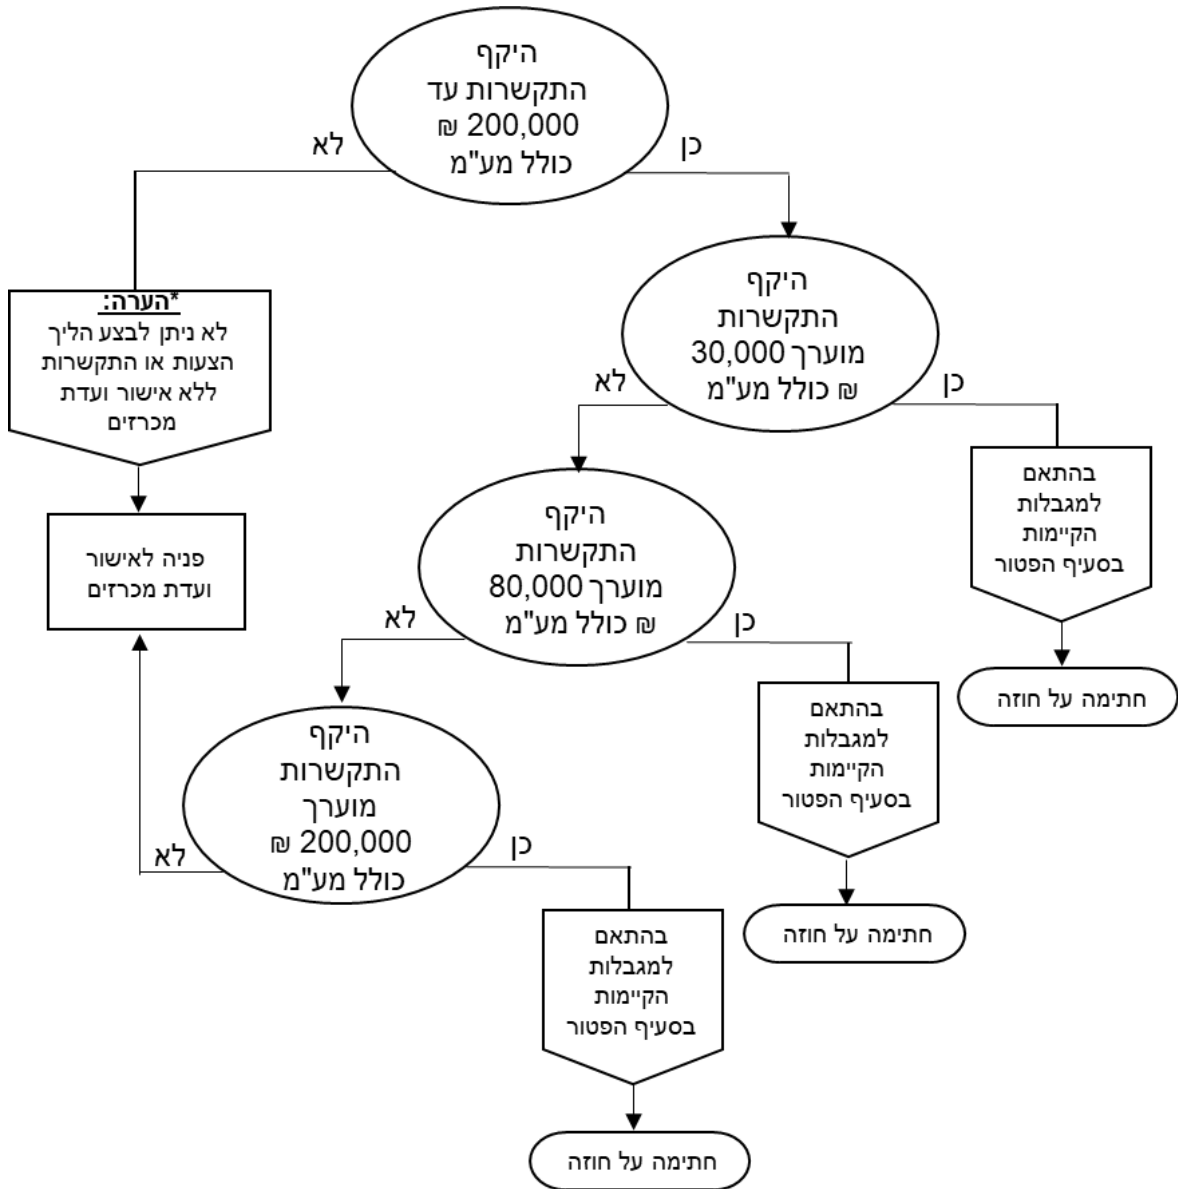 היקף
התקשרות עד
200,000 ₪
כולל מע"מ
לא
כן
היקף
התקשרות
מוערך 30,000
₪ כולל מע"מ
לא
כן
*הערה:
לא ניתן לבצע הליך
הצעות או התקשרות
ללא אישור ועדת
מכרזים
בהתאם
למגבלות
הקיימות
בסעיף הפטור
היקף
התקשרות
מוערך 80,000
₪ כולל מע"מ
לא
כן
פניה לאישור
ועדת מכרזים
חתימה על חוזה
בהתאם
למגבלות
הקיימות
בסעיף הפטור
היקף
התקשרות
מוערך
200,000 ₪
כולל מע"מ
לא
כן
חתימה על חוזה
בהתאם
למגבלות
הקיימות
בסעיף הפטור
חתימה על חוזה